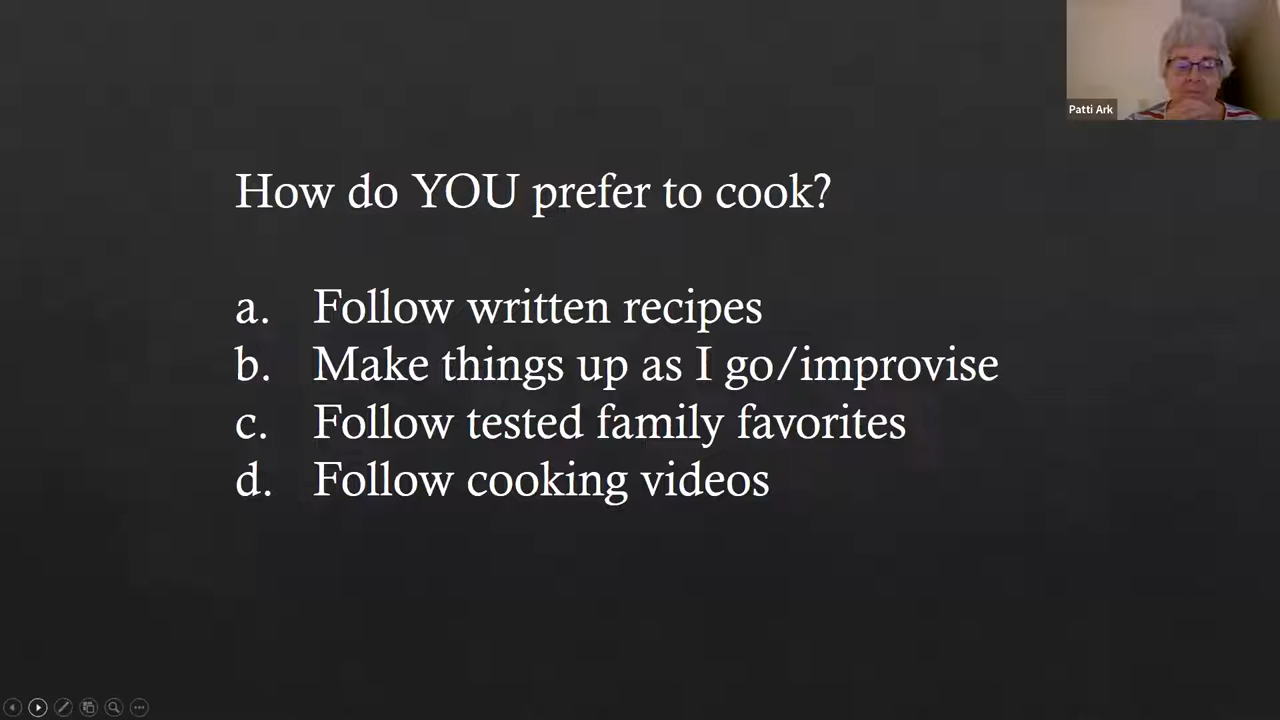 Patti Ark
How do YOU prefer to cook?
a. Follow written recipes
b. Make things up as I go/improvise
c. Follow tested family favorites
d. Follow cooking videos